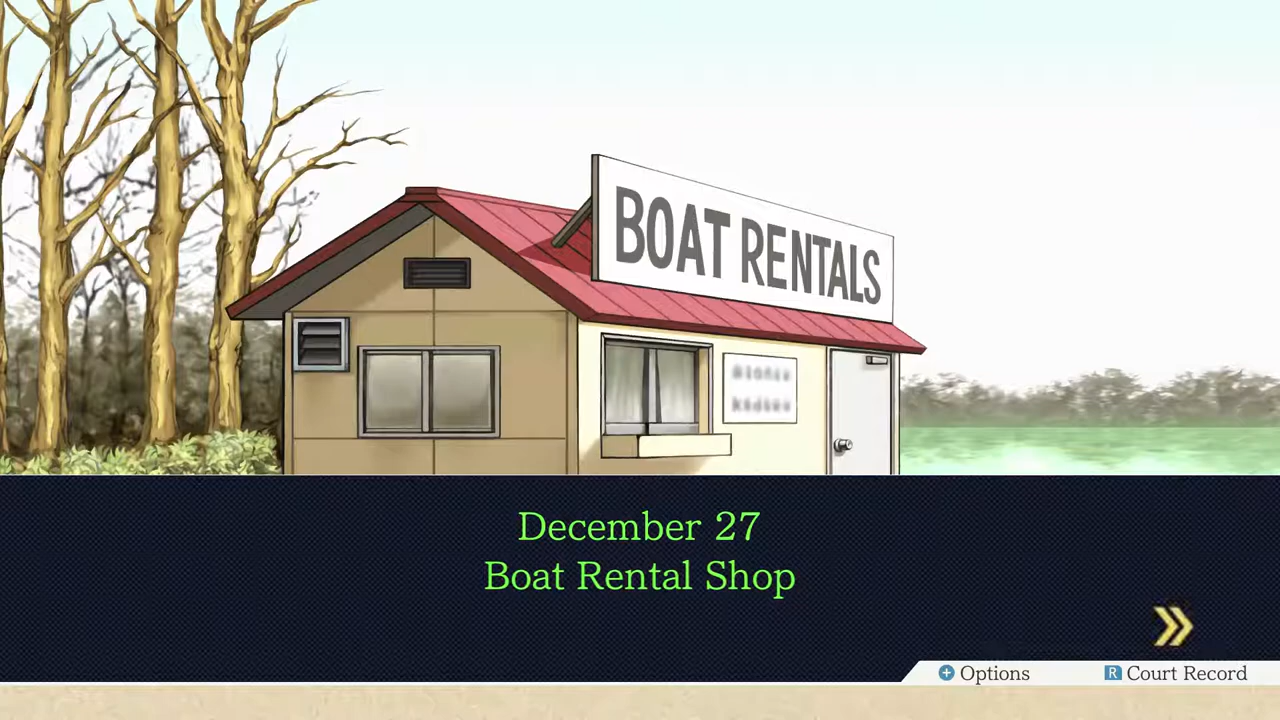 BOAT RENTALS
December 27
Boat Rental Shop
Options
R Court Record